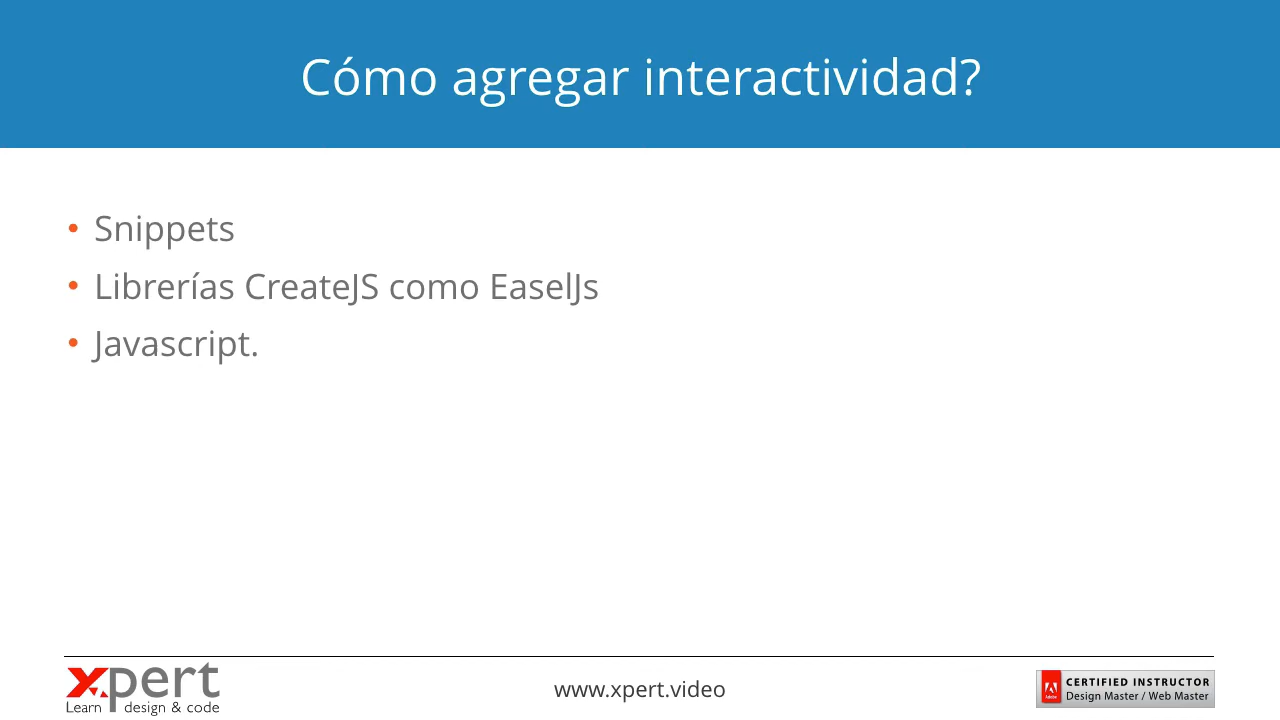 Cómo agregar interactividad?
• Snippets
• Librerías CreateJS como EaselJs
• Javascript.
xpert
Learn design & code
www.xpert.video
Adobe
CERTIFIED INSTRUCTOR
Design Master / Web Master